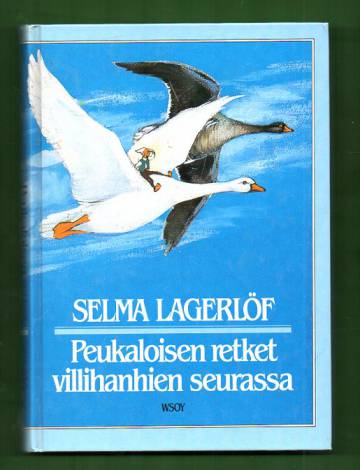 SELMA LAGERLÖF
Peukaloisen retket
villihanhien seurassa
WSOY